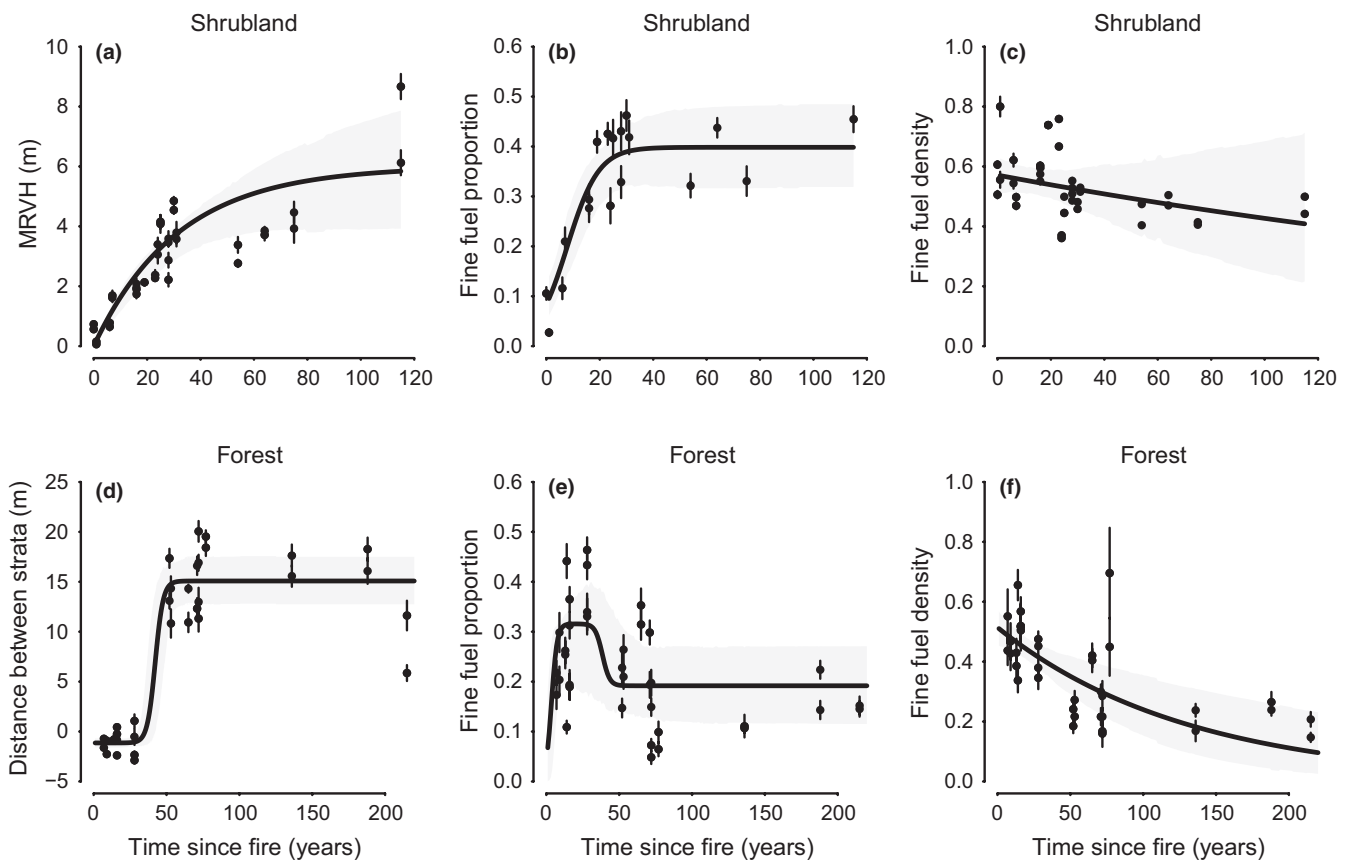 Shrubland
Shrubland
Shrubland
(a)
(b)
(c)
MRVH (m)
10
8
6
4
2
0
0 20 40 60 80 100 120
Fine fuel proportion
0.6
0.5
0.4
0.3
0.2
0.1
0.0
0 20 40 60 80 100 120
Fine fuel density
1.0
0.8
0.6
0.4
0.2
0.0
0 20 40 60 80 100 120
Forest
Forest
Forest
(d)
(e)
(f)
Distance between strata (m)
25
20
15
10
5
0
−5
0 50 100 150 200
Time since fire (years)
Fine fuel proportion
0.6
0.5
0.4
0.3
0.2
0.1
0.0
0 50 100 150 200
Time since fire (years)
Fine fuel density
1.0
0.8
0.6
0.4
0.2
0.0
0 50 100 150 200
Time since fire (years)